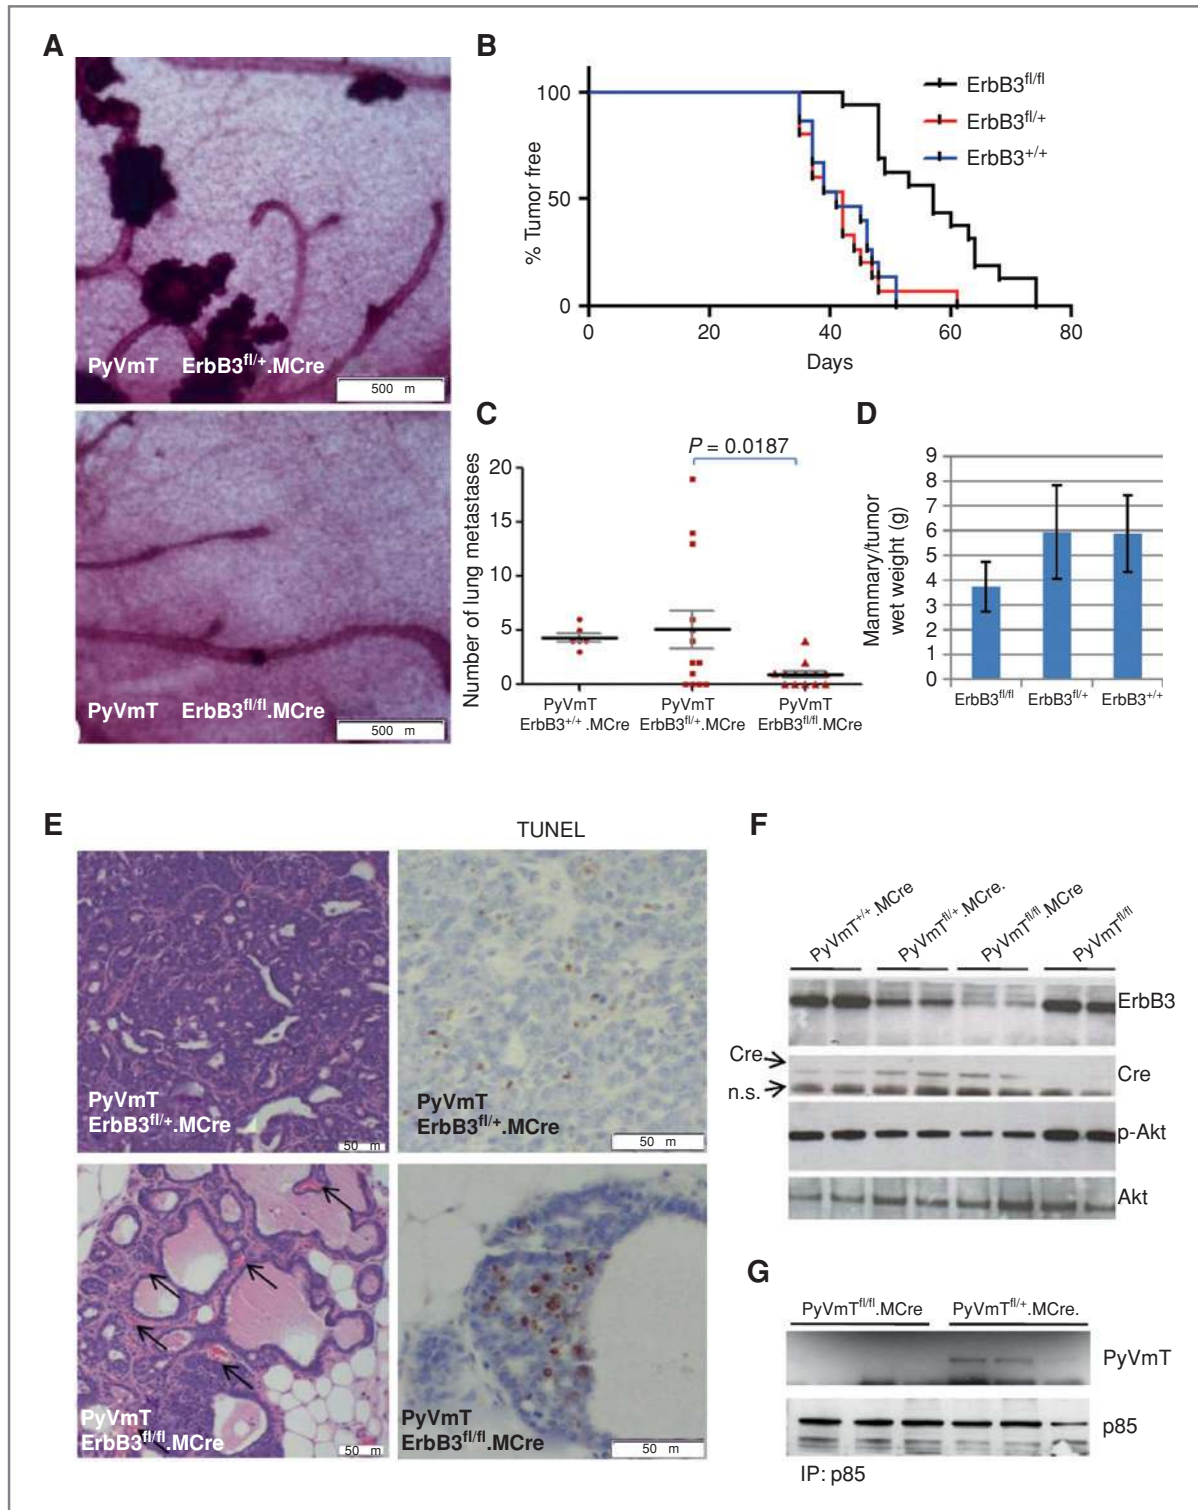 A
PyVmT ErbB3fl/+.MCre
500 m
PyVmT ErbB3fl/fl.MCre
500 m
B
% Tumor free
100
50
0
0 20 40 60 80
Days
ErbB3fl/fl
ErbB3fl/+
ErbB3+/+
C
P = 0.0187
Number of lung metastases
20
15
10
5
0
PyVmT PyVmT PyVmT
ErbB3+/+.MCre ErbB3fl/+.MCre ErbB3fl/fl.MCre
D
Mammary/tumor
wet weight (g)
9
8
7
6
5
4
3
2
1
0
ErbB3fl/fl ErbB3fl/+ ErbB3+/+
E
TUNEL
PyVmT
ErbB3fl/+.MCre
50 m
PyVmT
ErbB3fl/+.MCre
50 m
PyVmT
ErbB3fl/fl.MCre
50 m
PyVmT
ErbB3fl/fl.MCre
50 m
F
PyVmT+/+.MCre
PyVmTfl/+.MCre.
PyVmTfl/fl.MCre
PyVmTfl/fl
ErbB3
Cre
n.s.
Cre
p-Akt
Akt
G
PyVmTfl/fl.MCre PyVmTfl/+.MCre.
PyVmT
p85
IP: p85